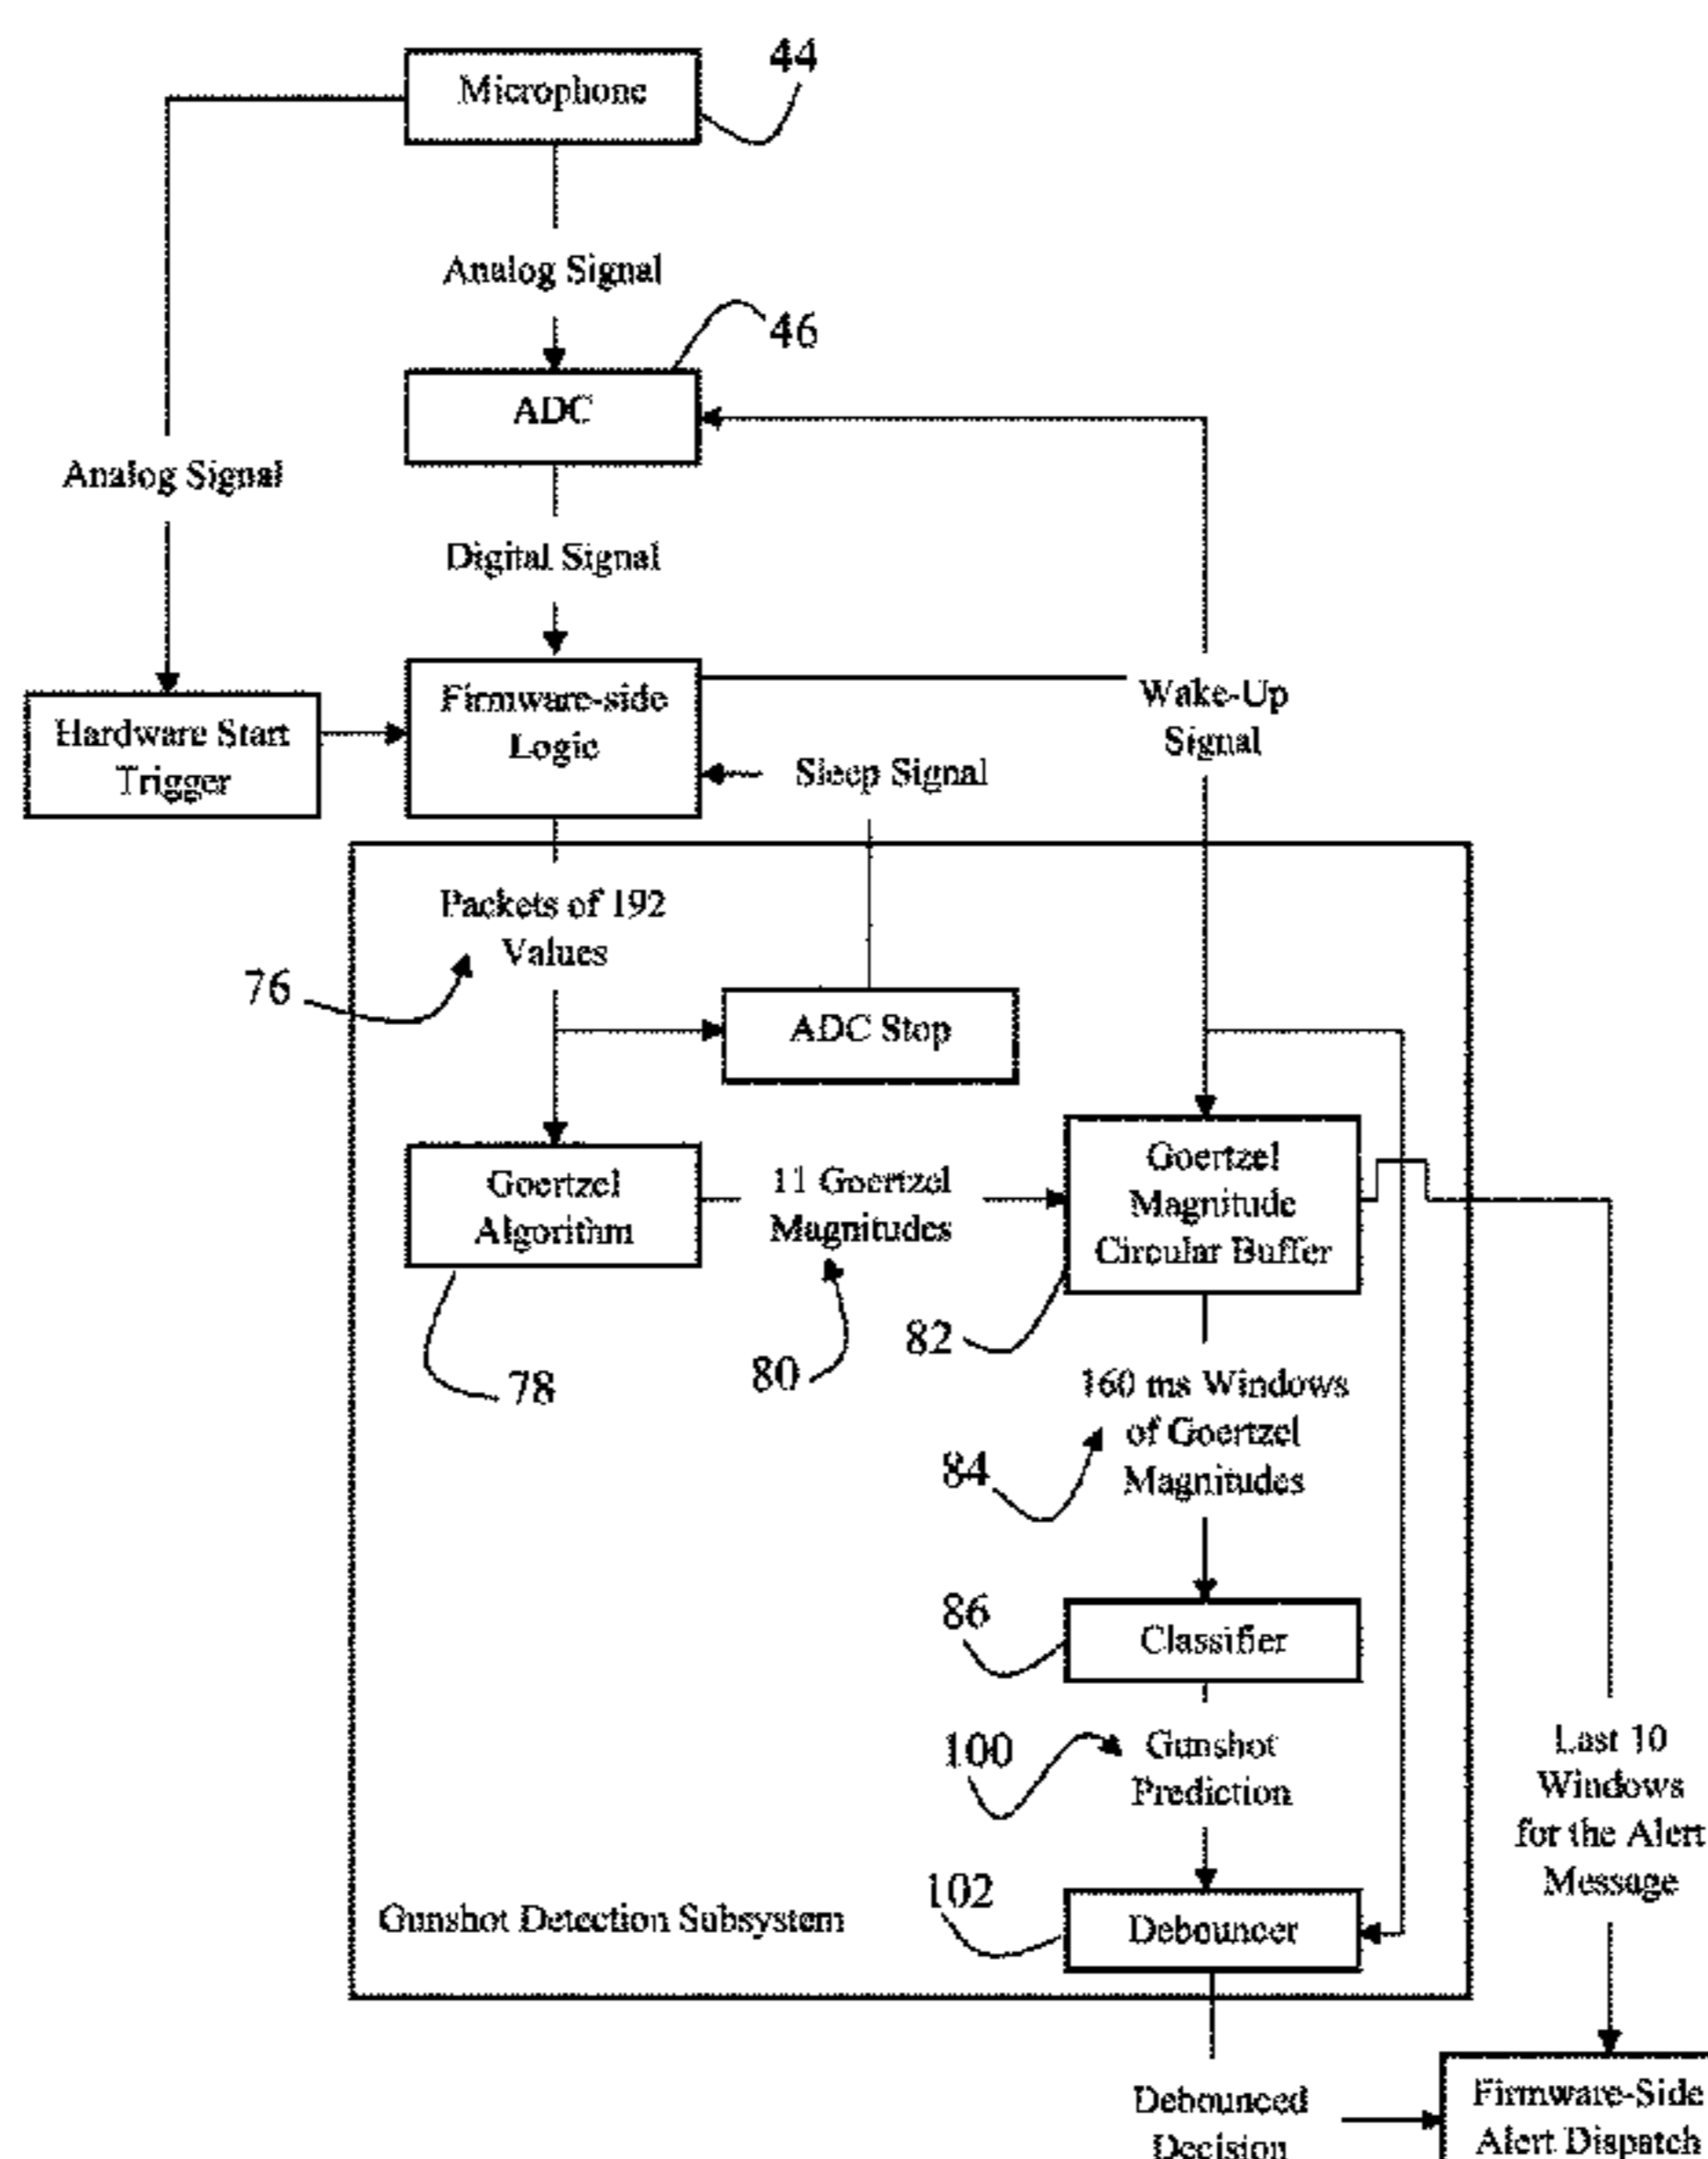 44
Microphone
Analog Signal
46
ADC
Analog Signal
Digital Signal
Firmware-side
Logic
Wake-Up
Signal
Hardware Start
Trigger
Sleep Signal
Packets of 192
Values
76
ADC Stop
Goertzel
Algorithm
11 Goertzel
Magnitudes
Goertzel
Magnitude
Circular Buffer
78
80
82
160 ms Windows
of Goertzel
Magnitudes
84
86
Classifier
100
Gunshot
Prediction
Last 10
Windows
for the Alert
Message
102
Debouncer
Gunshot Detection Subsystem
Debounced
Decision
Firmware-Side
Alert Dispatch